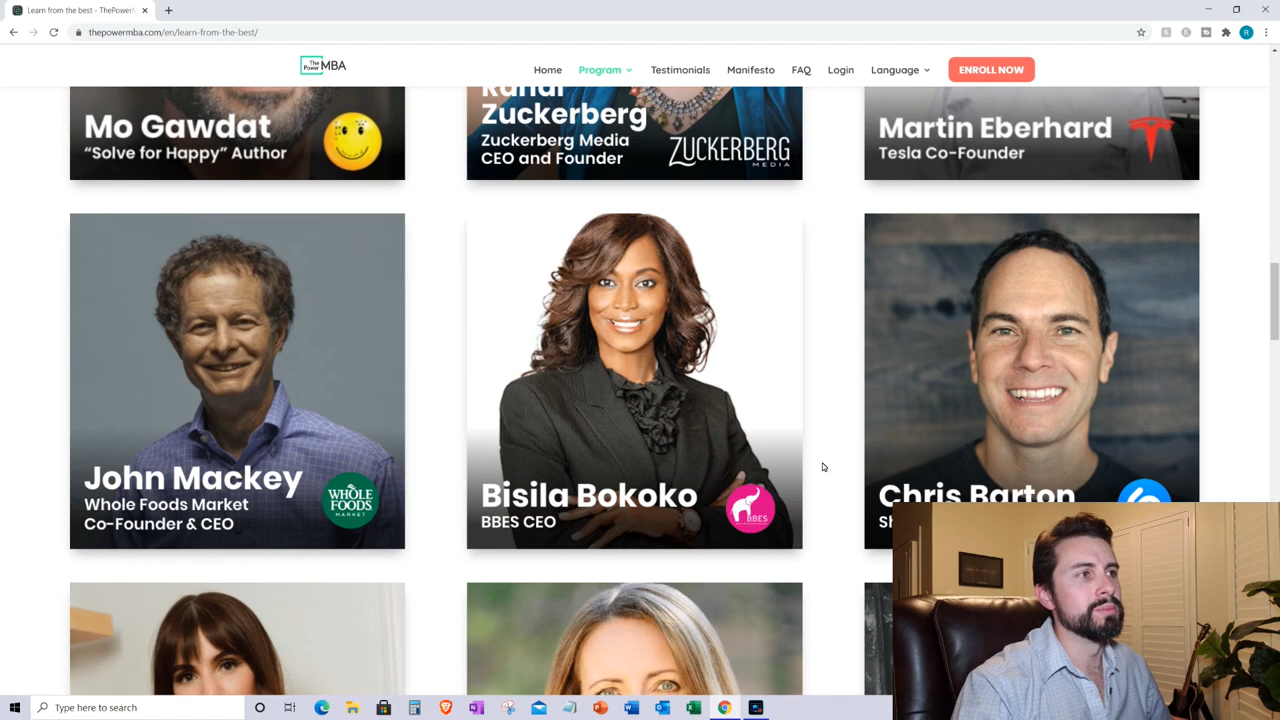 Learn from the best - ThePowerM
thepowermba.com/en/learn-from-the-best/
R
The Power MBA
Home
Program
Testimonials
Manifesto
FAQ
Login
Language
ENROLL NOW
Mo Gawdat
“Solve for Happy” Author
Zuckerberg
Zuckerberg Media
CEO and Founder
ZUCKERBERG
MEDIA
Martin Eberhard
Tesla Co-Founder
John Mackey
Whole Foods Market
Co-Founder & CEO
WHOLE
FOODS
MARKET
Bisila Bokoko
BBES CEO
BBES
Chris Barton
Type here to search